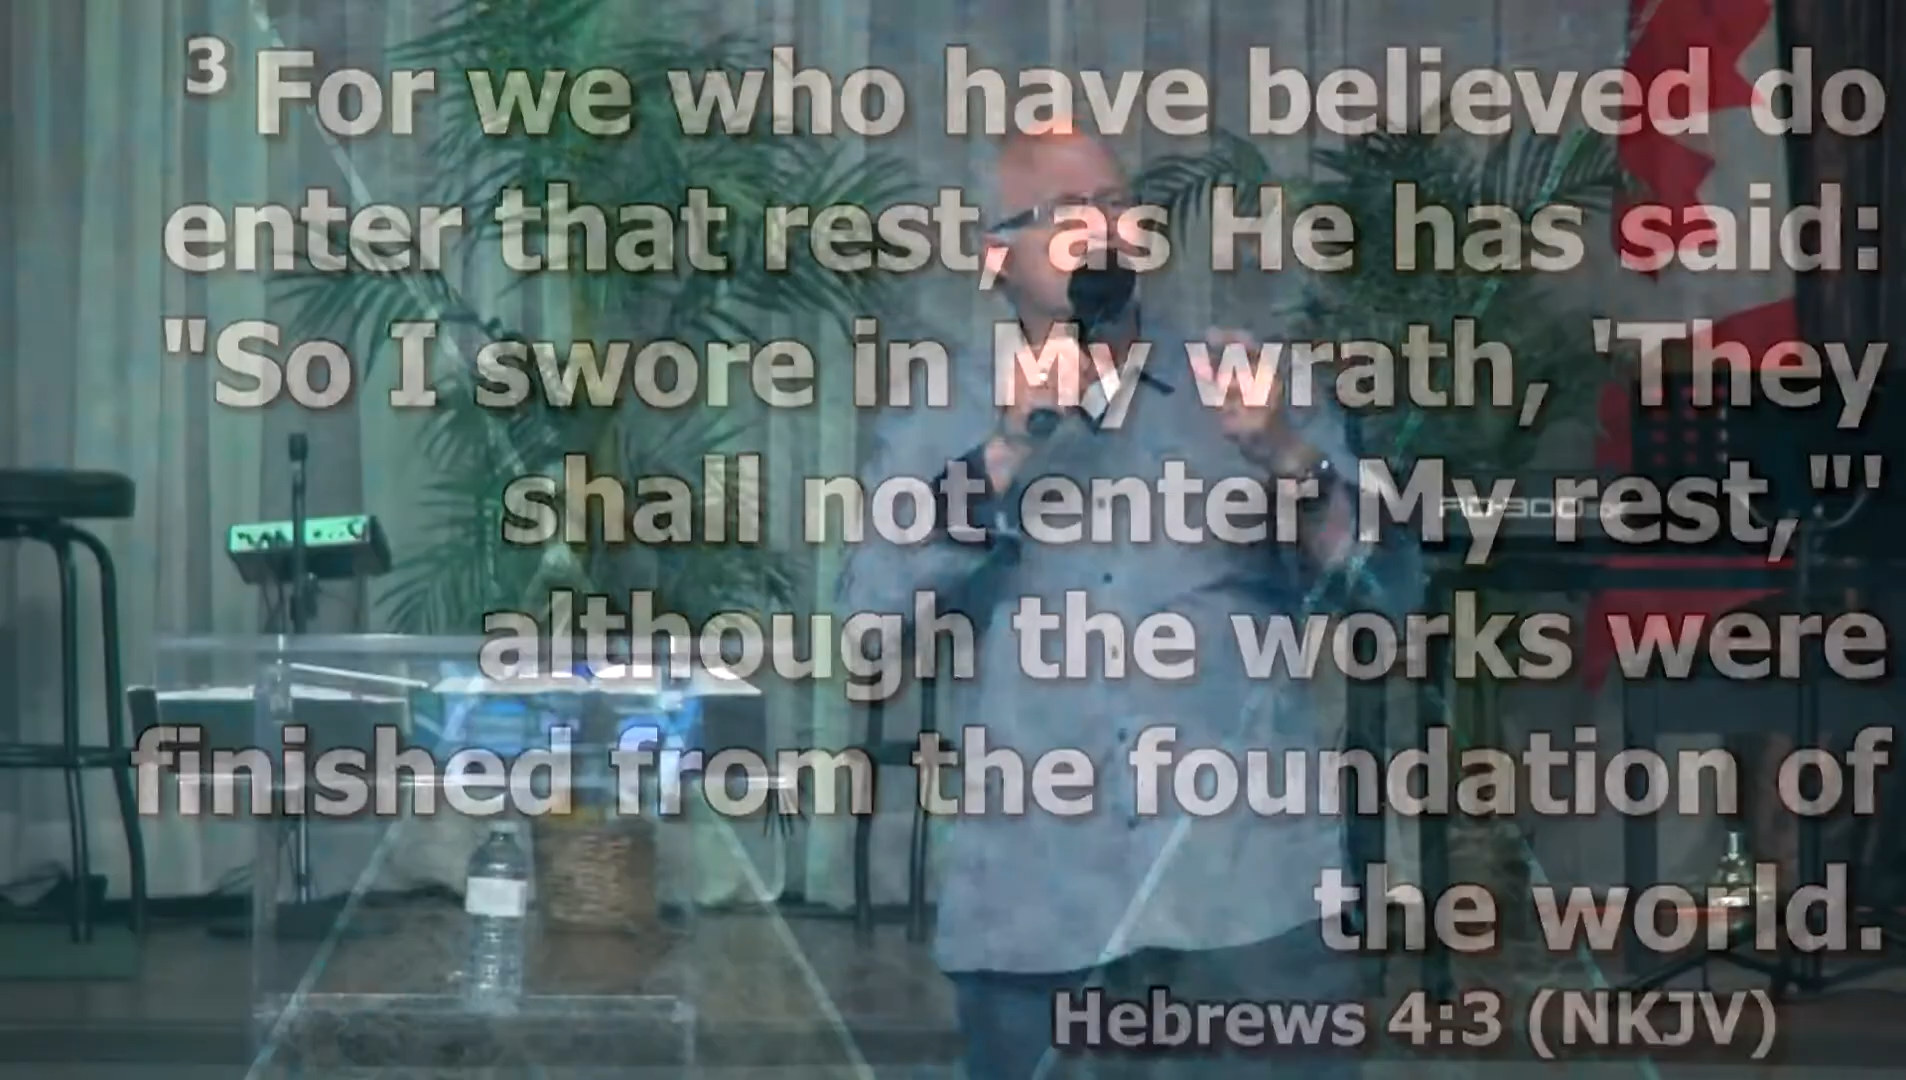 3 For we who have believed do
enter that rest, as He has said:
"So I swore in My wrath, 'They
shall not enter My rest,"'
although the works were
finished from the foundation of
the world.
Hebrews 4:3 (NKJV)